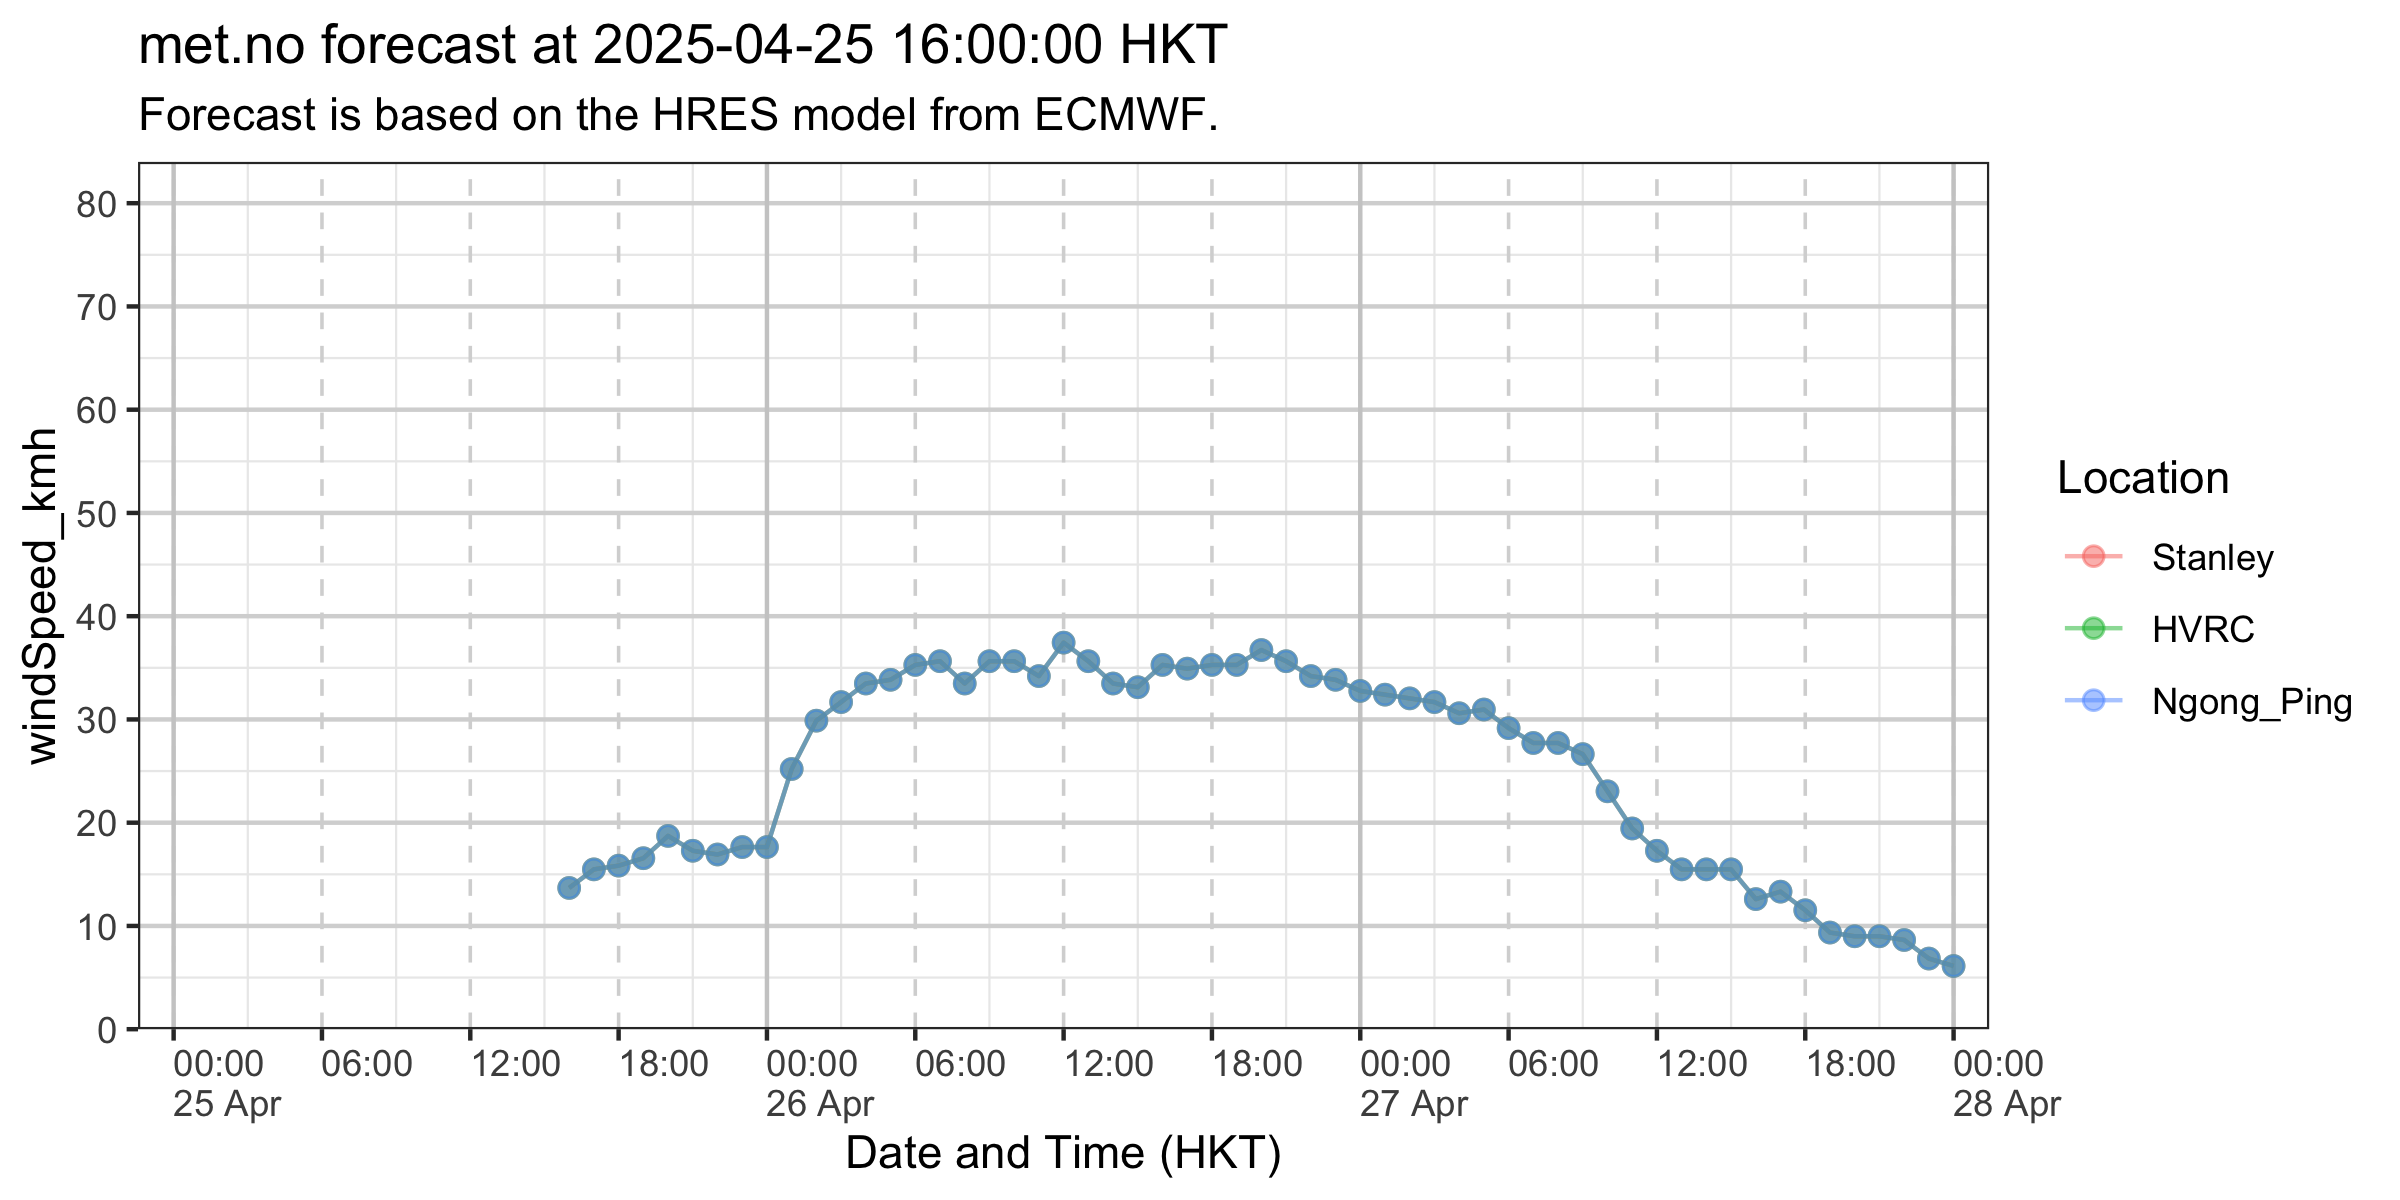 met.no forecast at 2025-04-25 16:00:00 HKT
Forecast is based on the HRES model from ECMWF.
windSpeed_kmh
80
70
60
50
40
30
20
10
0
00:00 06:00 12:00 18:00 00:00 06:00 12:00 18:00 00:00 06:00 12:00 18:00 00:00
25 Apr 26 Apr 27 Apr 28 Apr
Date and Time (HKT)
Location
Stanley
HVRC
Ngong_Ping